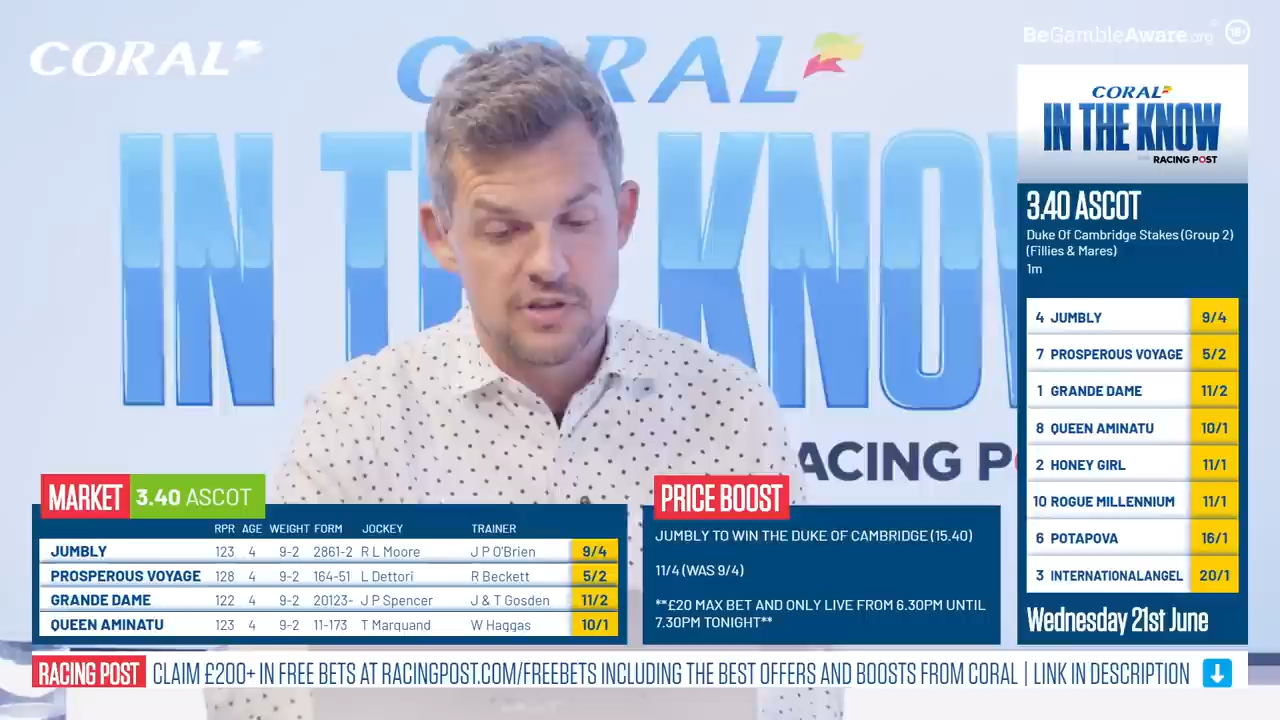 CORAL
BeGambleAware.org 18+
CORAL
IN THE KNOW
RACING P
CORAL
IN THE KNOW
RACING POST
3.40 ASCOT
Duke Of Cambridge Stakes (Group 2)
(Fillies & Mares)
1m
4 JUMBLY 9/4
7 PROSPEROUS VOYAGE 5/2
1 GRANDE DAME 11/2
8 QUEEN AMINATU 10/1
2 HONEY GIRL 11/1
10 ROGUE MILLENNIUM 11/1
6 POTAPOVA 16/1
3 INTERNATIONALANGEL 20/1
Wednesday 21st June
MARKET 3.40 ASCOT
RPR AGE WEIGHT FORM JOCKEY TRAINER
JUMBLY 123 4 9-2 2861-2 R L Moore J P O'Brien 9/4
PROSPEROUS VOYAGE 128 4 9-2 164-51 L Dettori R Beckett 5/2
GRANDE DAME 122 4 9-2 20123- J P Spencer J & T Gosden 11/2
QUEEN AMINATU 123 4 9-2 11-173 T Marquand W Haggas 10/1
PRICE BOOST
JUMBLY TO WIN THE DUKE OF CAMBRIDGE (15.40)
11/4 (WAS 9/4)
**£20 MAX BET AND ONLY LIVE FROM 6.30PM UNTIL
7.30PM TONIGHT**
RACING POST CLAIM £200+ IN FREE BETS AT RACINGPOST.COM/FREEBETS INCLUDING THE BEST OFFERS AND BOOSTS FROM CORAL | LINK IN DESCRIPTION